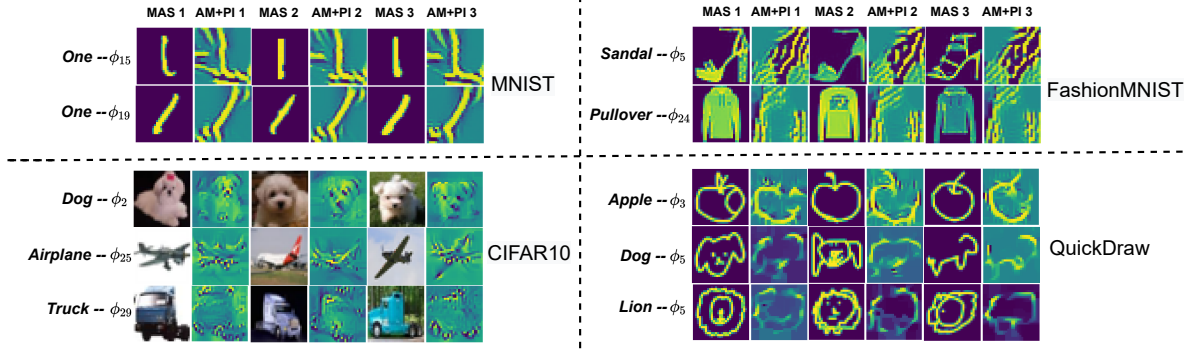 MAS 1 AM+PI 1 MAS 2 AM+PI 2 MAS 3 AM+PI 3
One -- ϕ15
One -- ϕ19
MNIST
MAS 1 AM+PI 1 MAS 2 AM+PI 2 MAS 3 AM+PI 3
Sandal -- ϕ5
Pullover -- ϕ24
FashionMNIST
Dog -- ϕ2
Airplane -- ϕ25
Truck -- ϕ29
CIFAR10
Apple -- ϕ3
Dog -- ϕ5
Lion -- ϕ5
QuickDraw